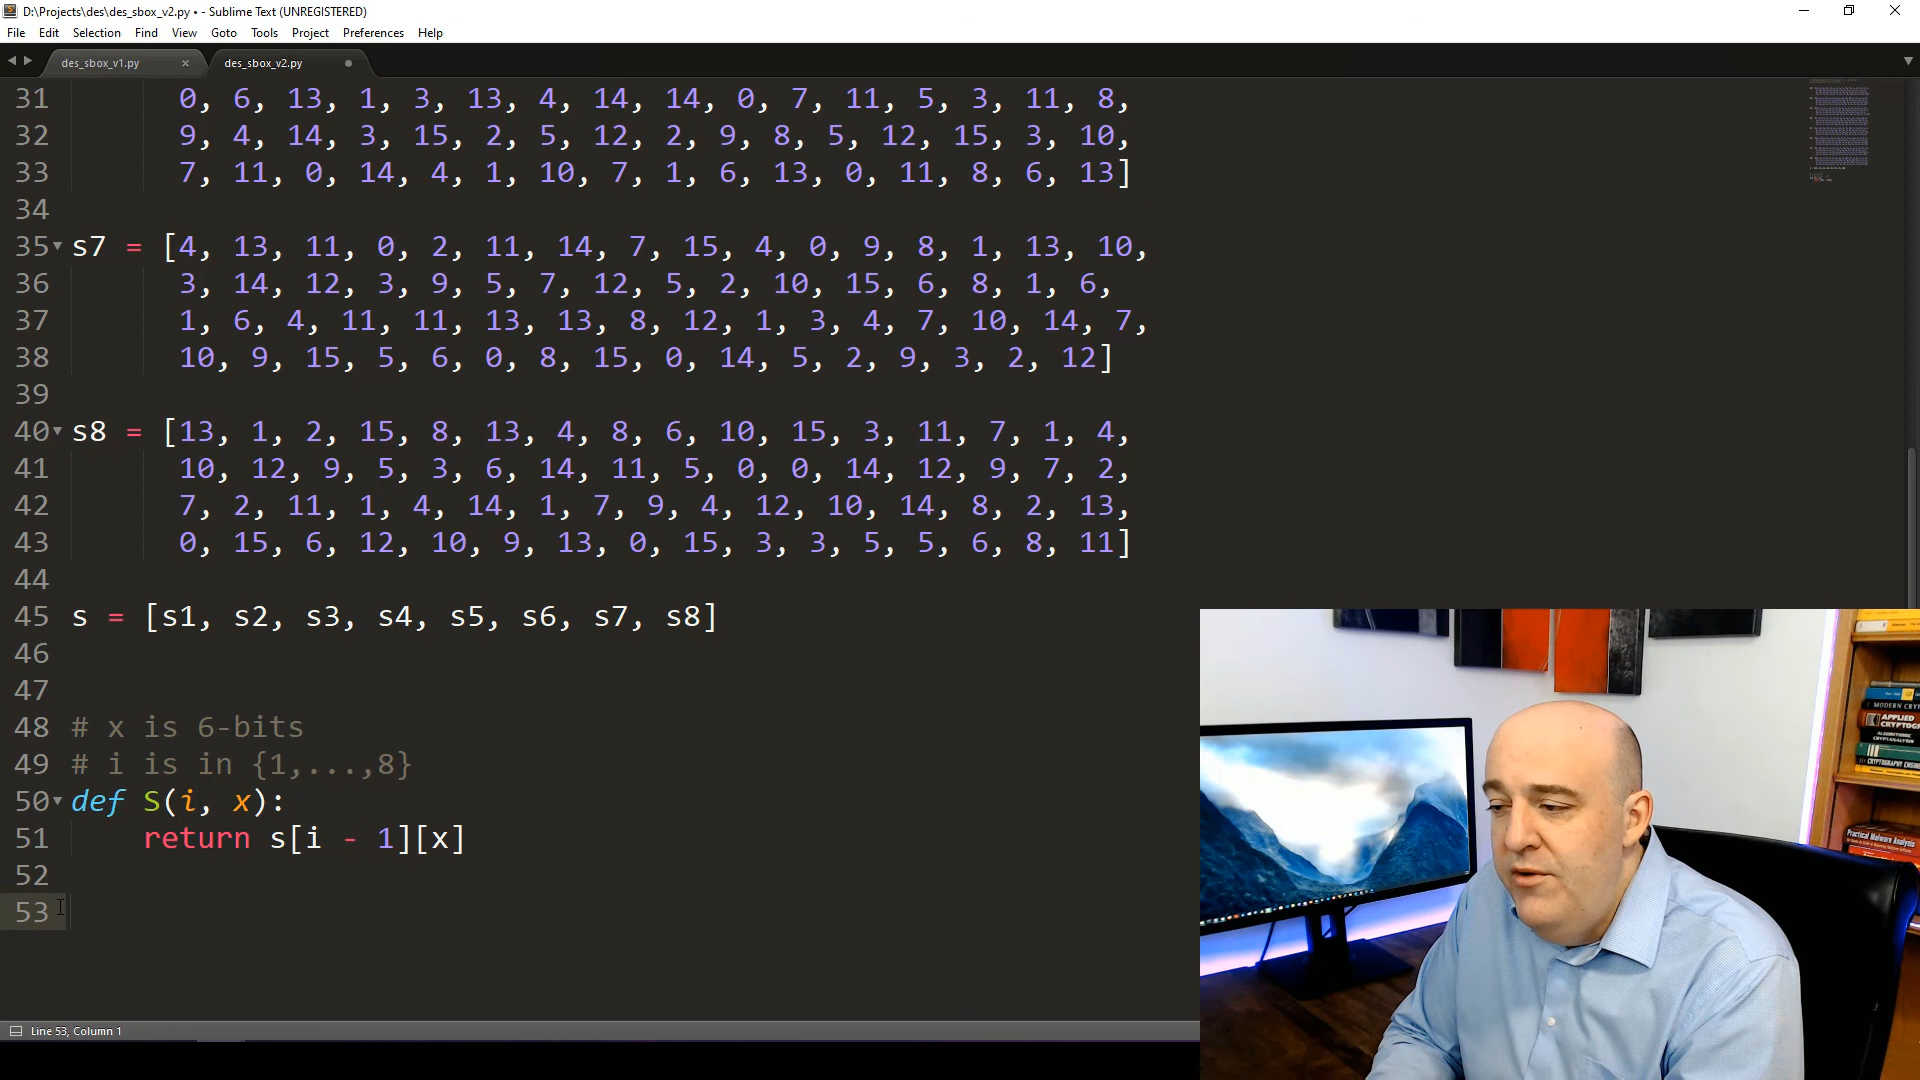 D:\Projects\des\des_sbox_v2.py • - Sublime Text (UNREGISTERED)
File Edit Selection Find View Goto Tools Project Preferences Help
des_sbox_v1.py × des_sbox_v2.py
31 0, 6, 13, 1, 3, 13, 4, 14, 14, 0, 7, 11, 5, 3, 11, 8,
32 9, 4, 14, 3, 15, 2, 5, 12, 2, 9, 8, 5, 12, 15, 3, 10,
33 7, 11, 0, 14, 4, 1, 10, 7, 1, 6, 13, 0, 11, 8, 6, 13]
34
35 s7 = [4, 13, 11, 0, 2, 11, 14, 7, 15, 4, 0, 9, 8, 1, 13, 10,
36 3, 14, 12, 3, 9, 5, 7, 12, 5, 2, 10, 15, 6, 8, 1, 6,
37 1, 6, 4, 11, 11, 13, 13, 8, 12, 1, 3, 4, 7, 10, 14, 7,
38 10, 9, 15, 5, 6, 0, 8, 15, 0, 14, 5, 2, 9, 3, 2, 12]
39
40 s8 = [13, 1, 2, 15, 8, 13, 4, 8, 6, 10, 15, 3, 11, 7, 1, 4,
41 10, 12, 9, 5, 3, 6, 14, 11, 5, 0, 0, 14, 12, 9, 7, 2,
42 7, 2, 11, 1, 4, 14, 1, 7, 9, 4, 12, 10, 14, 8, 2, 13,
43 0, 15, 6, 12, 10, 9, 13, 0, 15, 3, 3, 5, 5, 6, 8, 11]
44
45 s = [s1, s2, s3, s4, s5, s6, s7, s8]
46
47
48 # x is 6-bits
49 # i is in {1,...,8}
50 def S(i, x):
51 return s[i - 1][x]
52
53
Line 53, Column 1
MODERN
APPLIED
CRYPTOGRAPHY
Practical Malware Analysis